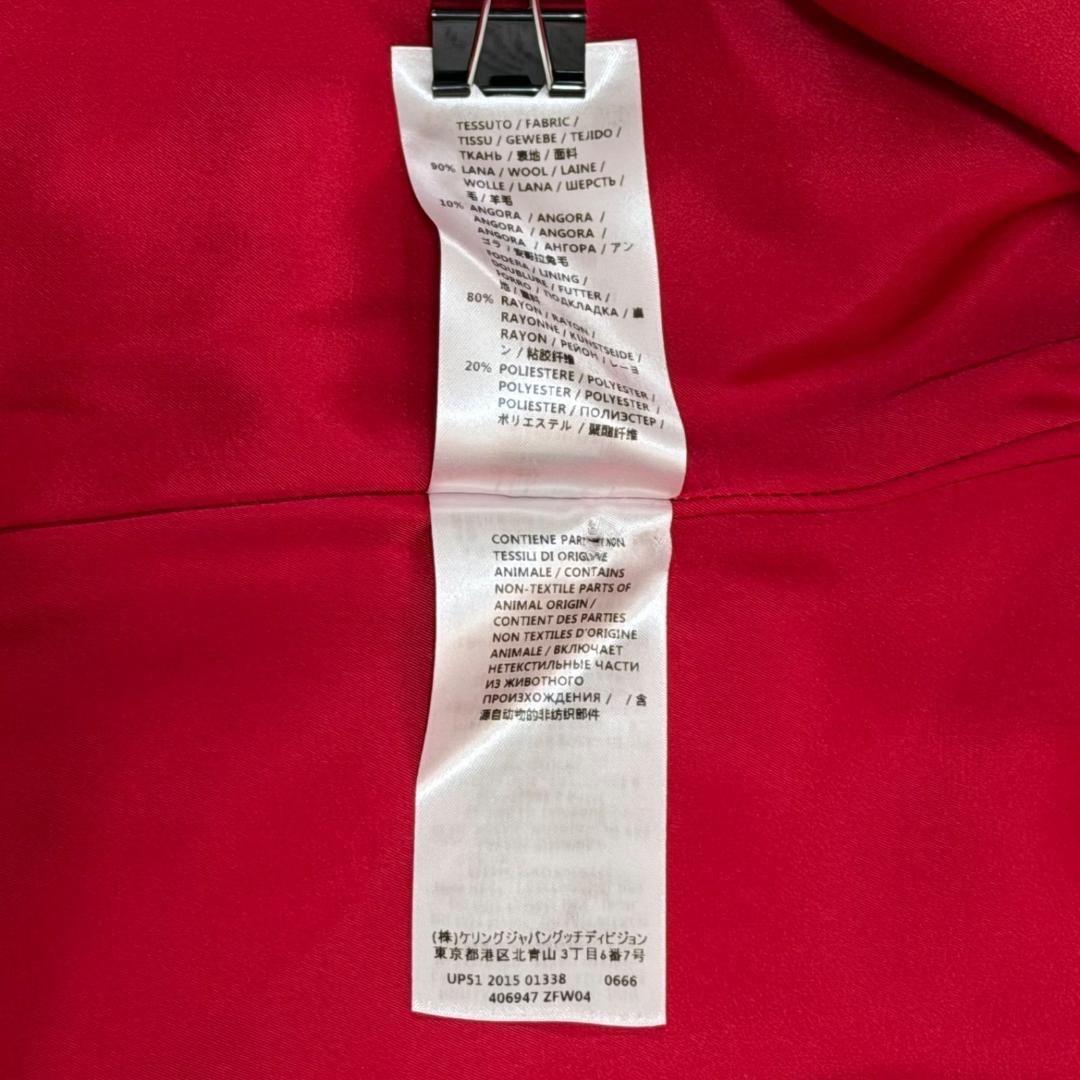 TESSUTO / FABRIC /
TISSU / GEWEBE / TEJIDO /
ТКАНЬ / 表地 / 面料
90% LANA / WOOL / LAINE /
WOLLE / LANA / ШЕРСТЬ /
毛 / 羊毛
10% ANGORA / ANGORA /
ANGORA / ANGORA /
ANGORA / АНГОРА / アン
ゴラ / 安哥拉兔毛
FODERA / LINING /
DOUBLURE / FUTTER /
FORRO / ПОДКЛАДКА / 裏
地 / 里料
80% RAYON / RAYON /
RAYONNE / KUNSTSEIDE /
RAYON / РЕЙОН / レーヨ
ン / 粘胶纤维
20% POLIESTERE / POLYESTER /
POLYESTER / POLYESTER /
POLIESTER / ПОЛИЭСТЕР /
ポリエステル / 聚酯纤维
CONTIENE NON
TESSILI DI ORIGINE
ANIMALE / CONTAINS
NON-TEXTILE PARTS OF
ANIMAL ORIGIN /
CONTIENT DES PARTIES
NON TEXTILES D'ORIGINE
ANIMALE / ВКЛЮЧАЕТ
НЕТЕКСТИЛЬНЫЕ ЧАСТИ
ИЗ ЖИВОТНОГО
ПРОИЗХОЖДЕНИЯ / / 含
源自动物的非纺织部件
(株)ケリングジャパングッチディビジョン
東京都港区北青山3丁目6番7号
UP51 2015 01338 0666
406947 ZFW04